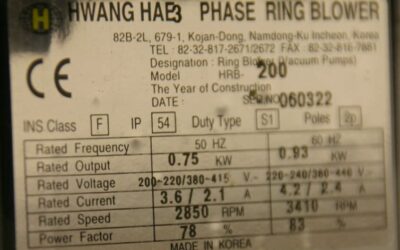 H HWANG HAE 3 PHASE RING BLOWER
82B-2L, 679-1, Kojan-Dong, Namdong-Ku Incheon, Korea
TEL : 82-32-817-2671/2672 FAX : 82-32-816-7881
Designation : Ring Blower (Vacuum Pumps)
Model HRB- 200
The Year of Construction
CE DATE : SER NO 060322
INS Class F IP 54 Duty Type S1 Poles 2p
Rated Frequency 50 HZ 60 HZ
Rated Output 0.75 KW 0.93 KW
Rated Voltage 200-220/380-415 V~ 220-240/380-440 V~
Rated Current 3.6 / 2.1 A 4.2 / 2.4 A
Rated Speed 2850 RPM 3410 RPM
Power Factor 78 % 83 %
MADE IN KOREA